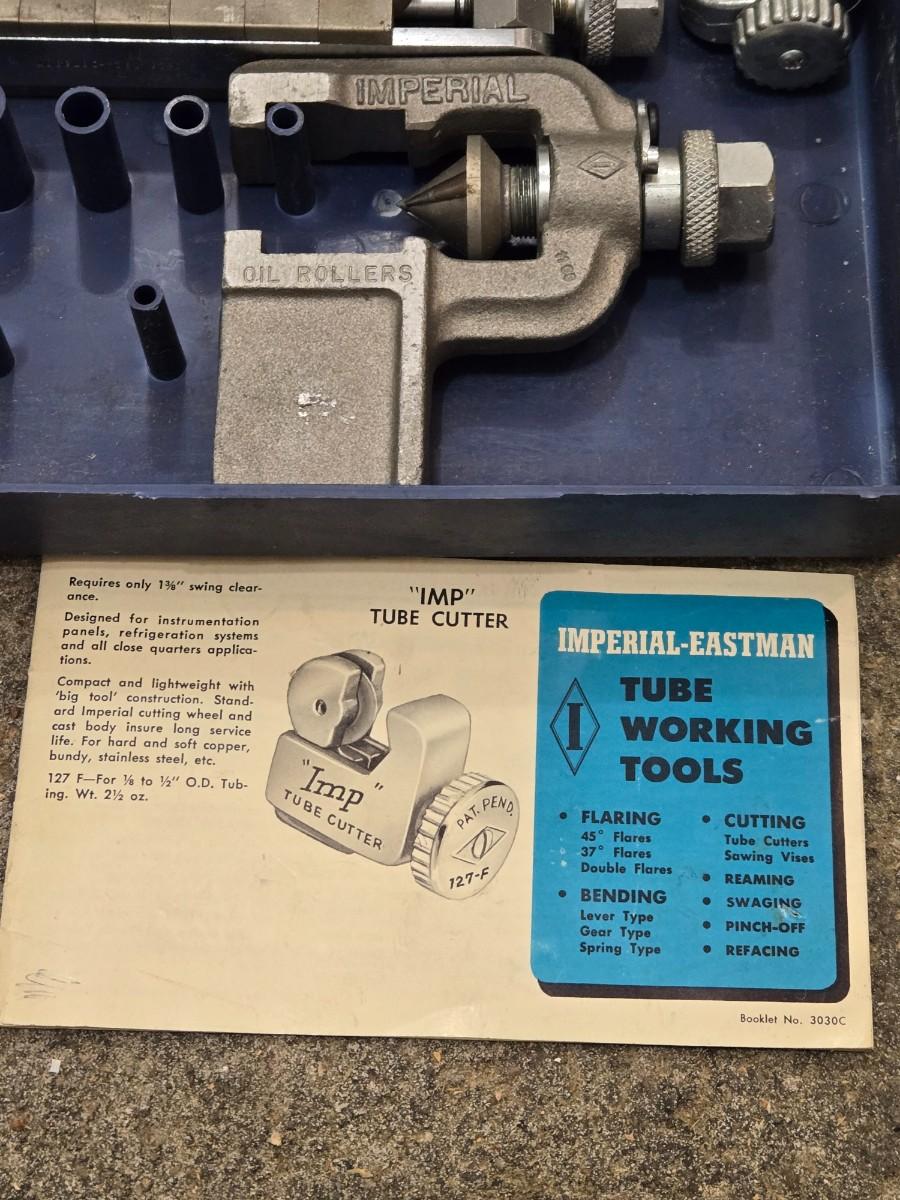 IMPERIAL
OIL ROLLERS
Requires only 1⅜" swing clear-
ance.
Designed for instrumentation
panels, refrigeration systems
and all close quarters applica-
tions.
Compact and lightweight with
'big tool' construction. Stand-
ard Imperial cutting wheel and
cast body insure long service
life. For hard and soft copper,
bundy, stainless steel, etc.
127 F—For ⅛ to ½" O.D. Tub-
ing. Wt. 2½ oz.
"IMP"
TUBE CUTTER
"Imp"
TUBE CUTTER
PAT. PEND.
127-F
IMPERIAL-EASTMAN
I
TUBE
WORKING
TOOLS
• FLARING
45° Flares
37° Flares
Double Flares
• BENDING
Lever Type
Gear Type
Spring Type
• CUTTING
Tube Cutters
Sawing Vises
• REAMING
• SWAGING
• PINCH-OFF
• REFACING
Booklet No. 3030C